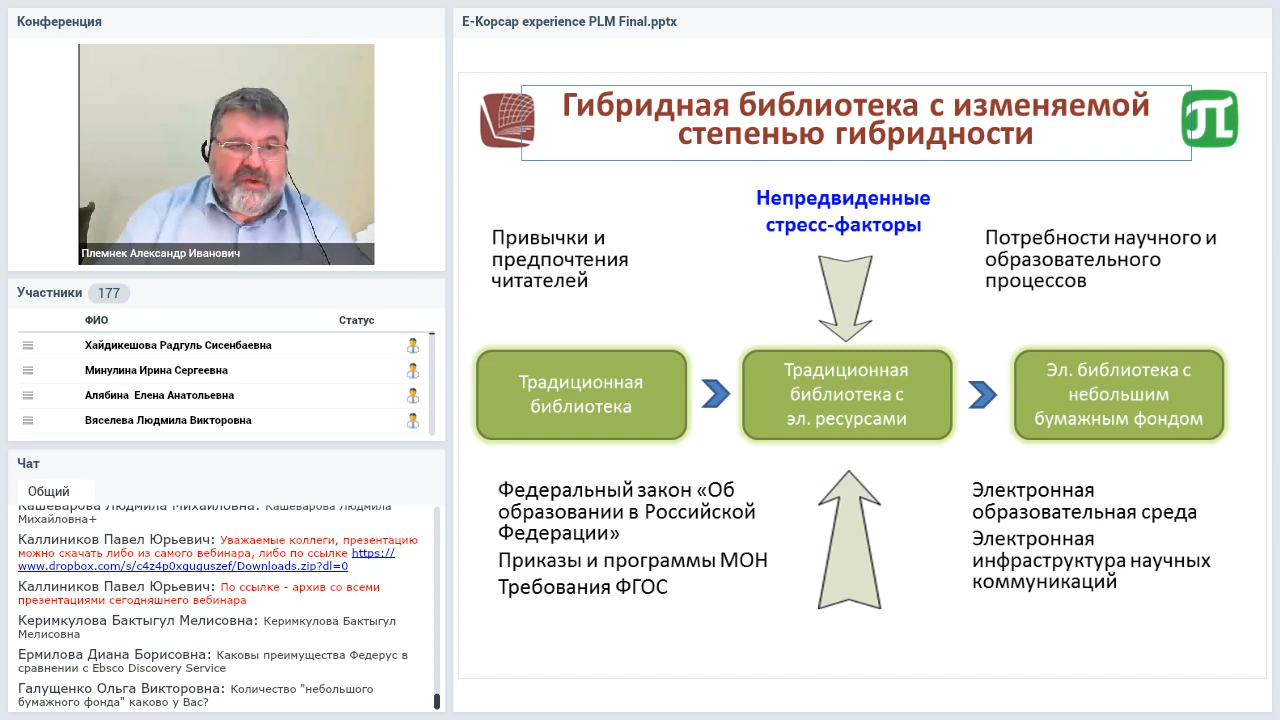 Конференция
Племнек Александр Иванович
Участники 177
ФИО Статус
Хайдикешова Радгуль Сисенбаевна
Минулина Ирина Сергеевна
Алябина Елена Анатольевна
Вяселева Людмила Викторовна
Чат
Общий
Кашеварова Людмила Михайловна: Кашеварова Людмила
Михайловна+
Каллиников Павел Юрьевич: Уважаемые коллеги, презентацию
можно скачать либо из самого вебинара, либо по ссылке https://
www.dropbox.com/s/c4z4p0xguguszef/Downloads.zip?dl=0
Каллиников Павел Юрьевич: По ссылке - архив со всеми
презентациями сегодняшнего вебинара
Керимкулова Бактыгул Мелисовна: Керимкулова Бактыгул
Мелисовна
Ермилова Диана Борисовна: Каковы преимущества Федерус в
сравнении с Ebsco Discovery Service
Галущенко Ольга Викторовна: Количество "небольшого
бумажного фонда" каково у Вас?
E-Корсар experience PLM Final.pptx
Гибридная библиотека с изменяемой
степенью гибридности
Непредвиденные
стресс-факторы
Привычки и
предпочтения
читателей
Потребности научного и
образовательного
процессов
Традиционная
библиотека
Традиционная
библиотека с
эл. ресурсами
Эл. библиотека с
небольшим
бумажным фондом
Федеральный закон «Об
образовании в Российской
Федерации»
Приказы и программы МОН
Требования ФГОС
Электронная
образовательная среда
Электронная
инфраструктура научных
коммуникаций